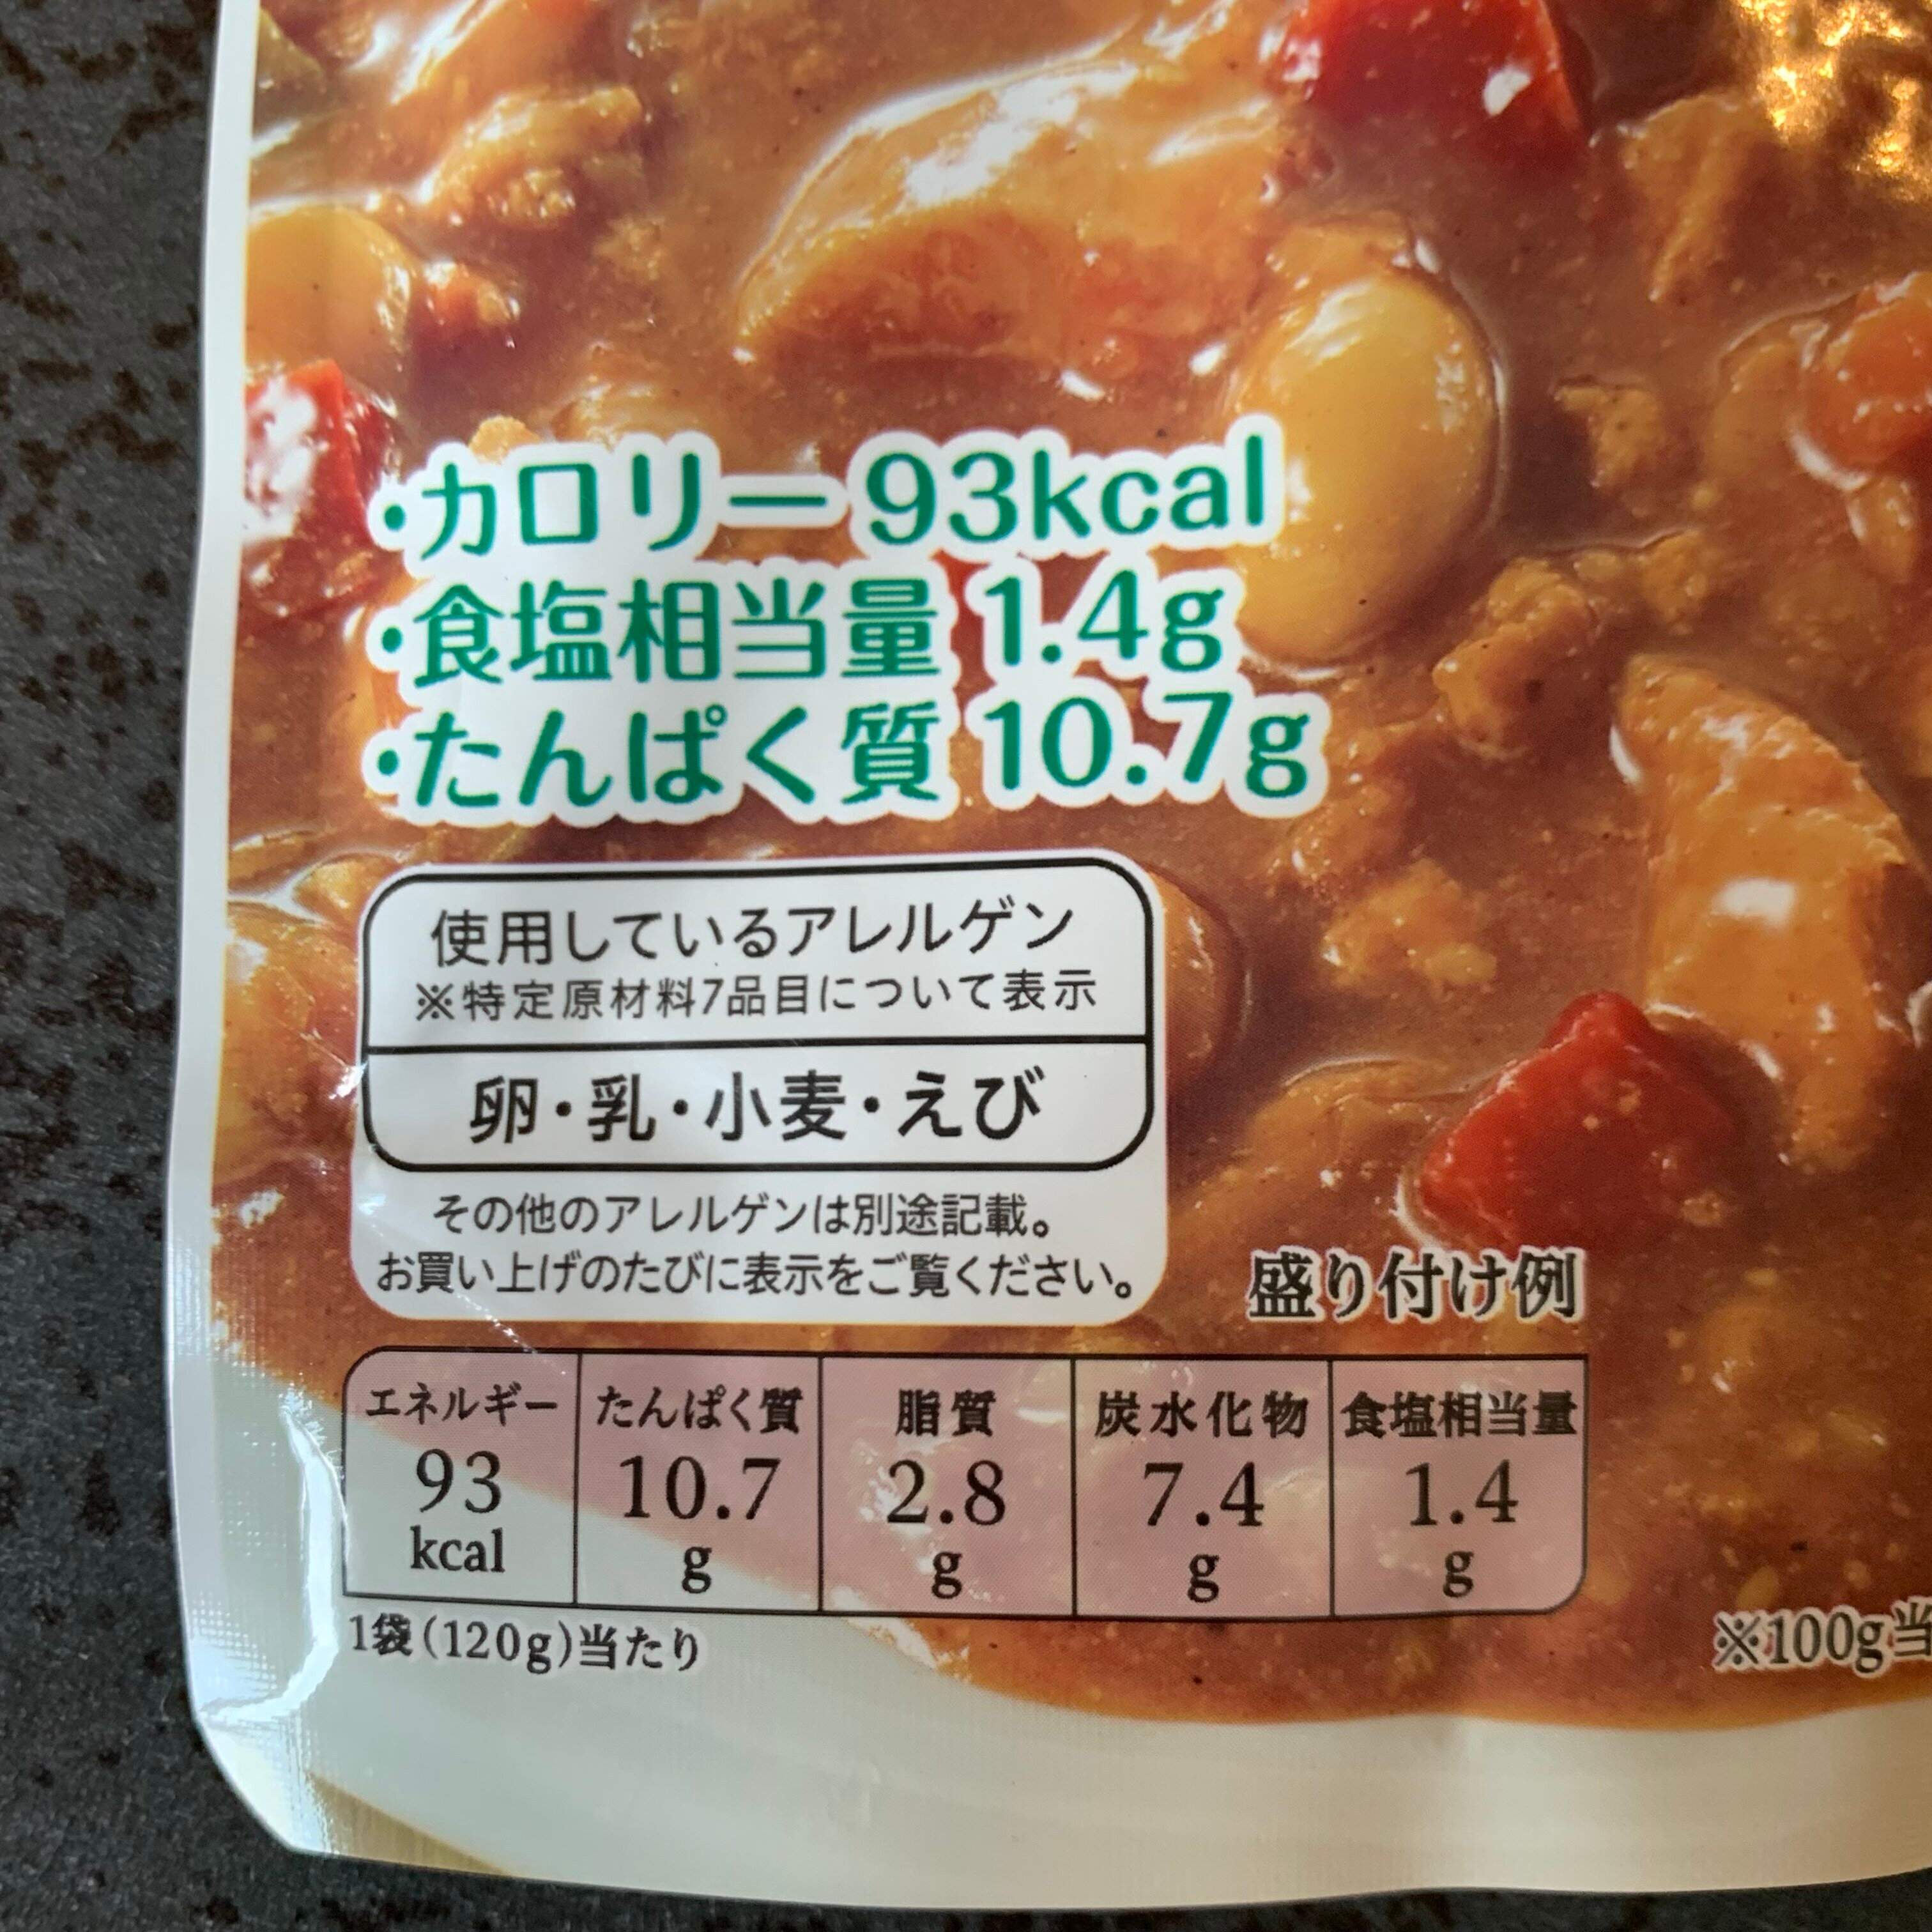 ・カロリー 93kcal
・食塩相当量 1.4g
・たんぱく質 10.7g
使用しているアレルゲン
※特定原材料7品目について表示
卵・乳・小麦・えび
その他のアレルゲンは別途記載。
お買い上げのたびに表示をご覧ください。
盛り付け例
エネルギー たんぱく質 脂質 炭水化物 食塩相当量
93 10.7 2.8 7.4 1.4
kcal g g g g
1袋(120g)当たり
※100g当